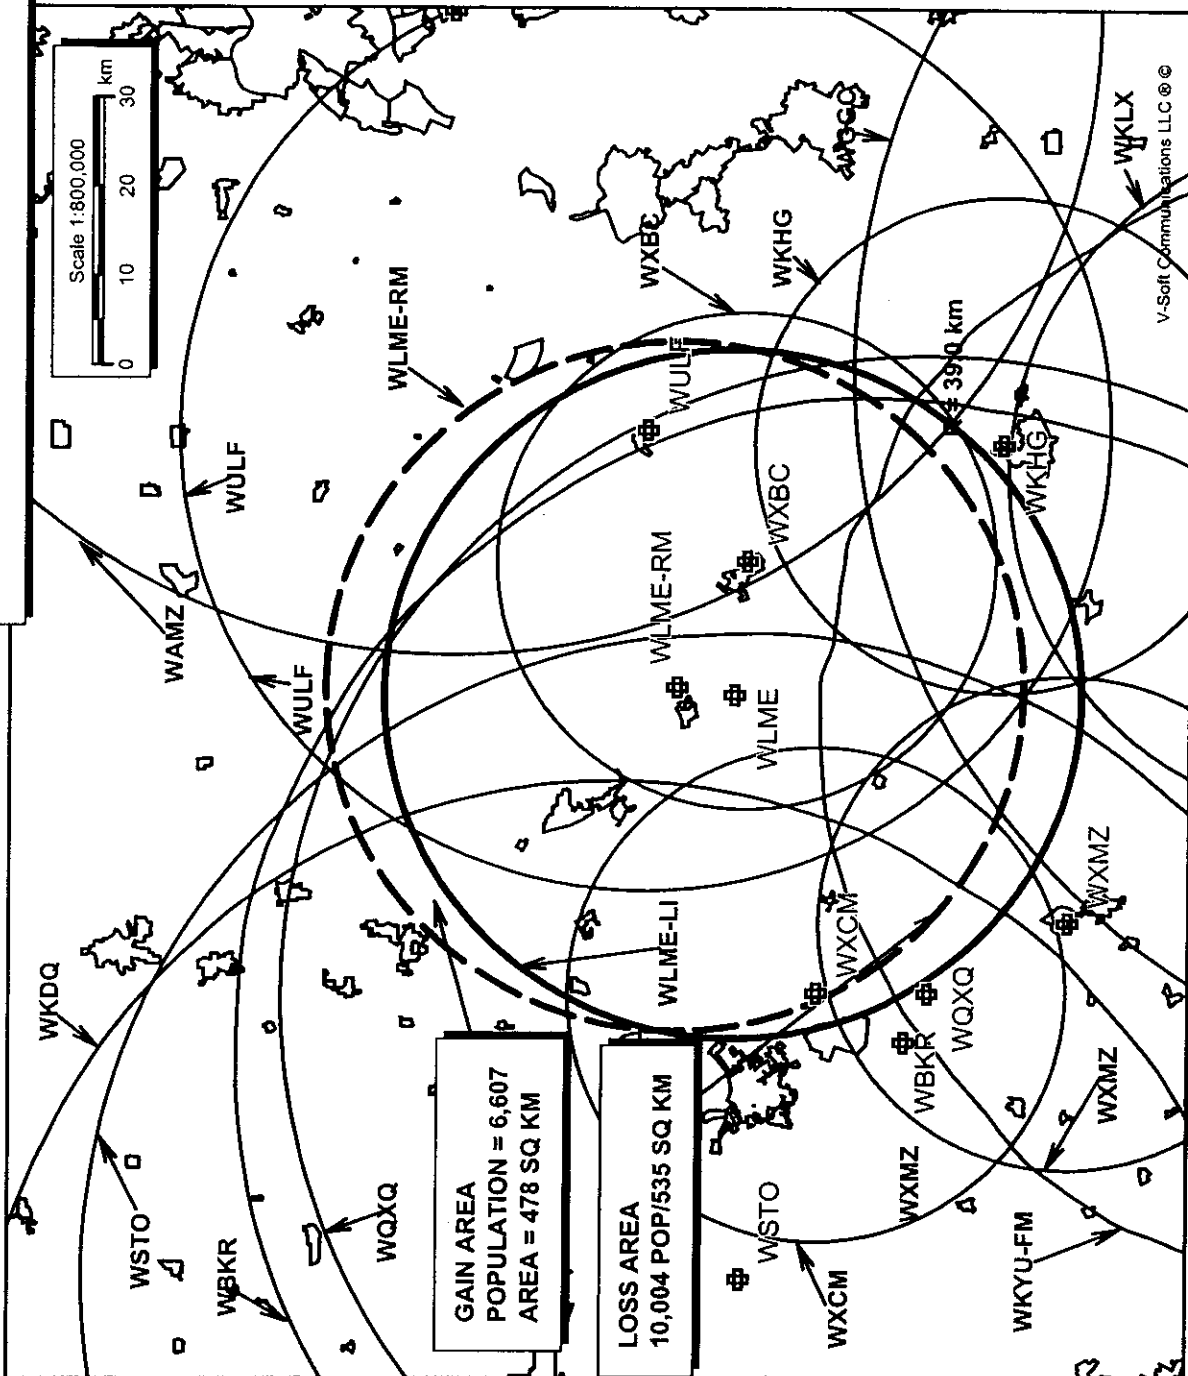 Scale 1:800,000
km
0
10
20
30
WAMZ
WULF
WULF
WLME-RM
WXBC
WKHG
WGGC
WKLX
V-Soft Communications LLC ® ©
WKDQ
WSTO
WBKR
WQXQ
GAIN AREA
POPULATION = 6,607
AREA = 478 SQ KM
LOSS AREA
10,004 POP/535 SQ KM
WLME-LI
WLME-RM
WLME
WXBC
WULF
39.0 km
WKHG
WXCM
WXMZ
WQXQ
WBKR
WXMZ
WXMZ
WSTO
WXCM
WKYU-FM